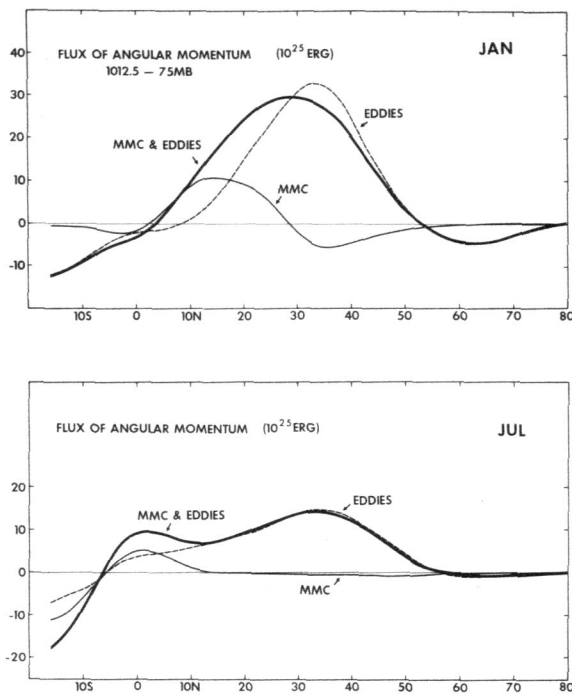 40
30
20
10
0
-10
FLUX OF ANGULAR MOMENTUM (10²⁵ ERG)
1012.5 – 75MB
JAN
EDDIES
MMC & EDDIES
MMC
10S 0 10N 20 30 40 50 60 70 80
FLUX OF ANGULAR MOMENTUM (10²⁵ ERG)
JUL
20
10
0
-10
-20
EDDIES
MMC & EDDIES
MMC
10S 0 10N 20 30 40 50 60 70 80